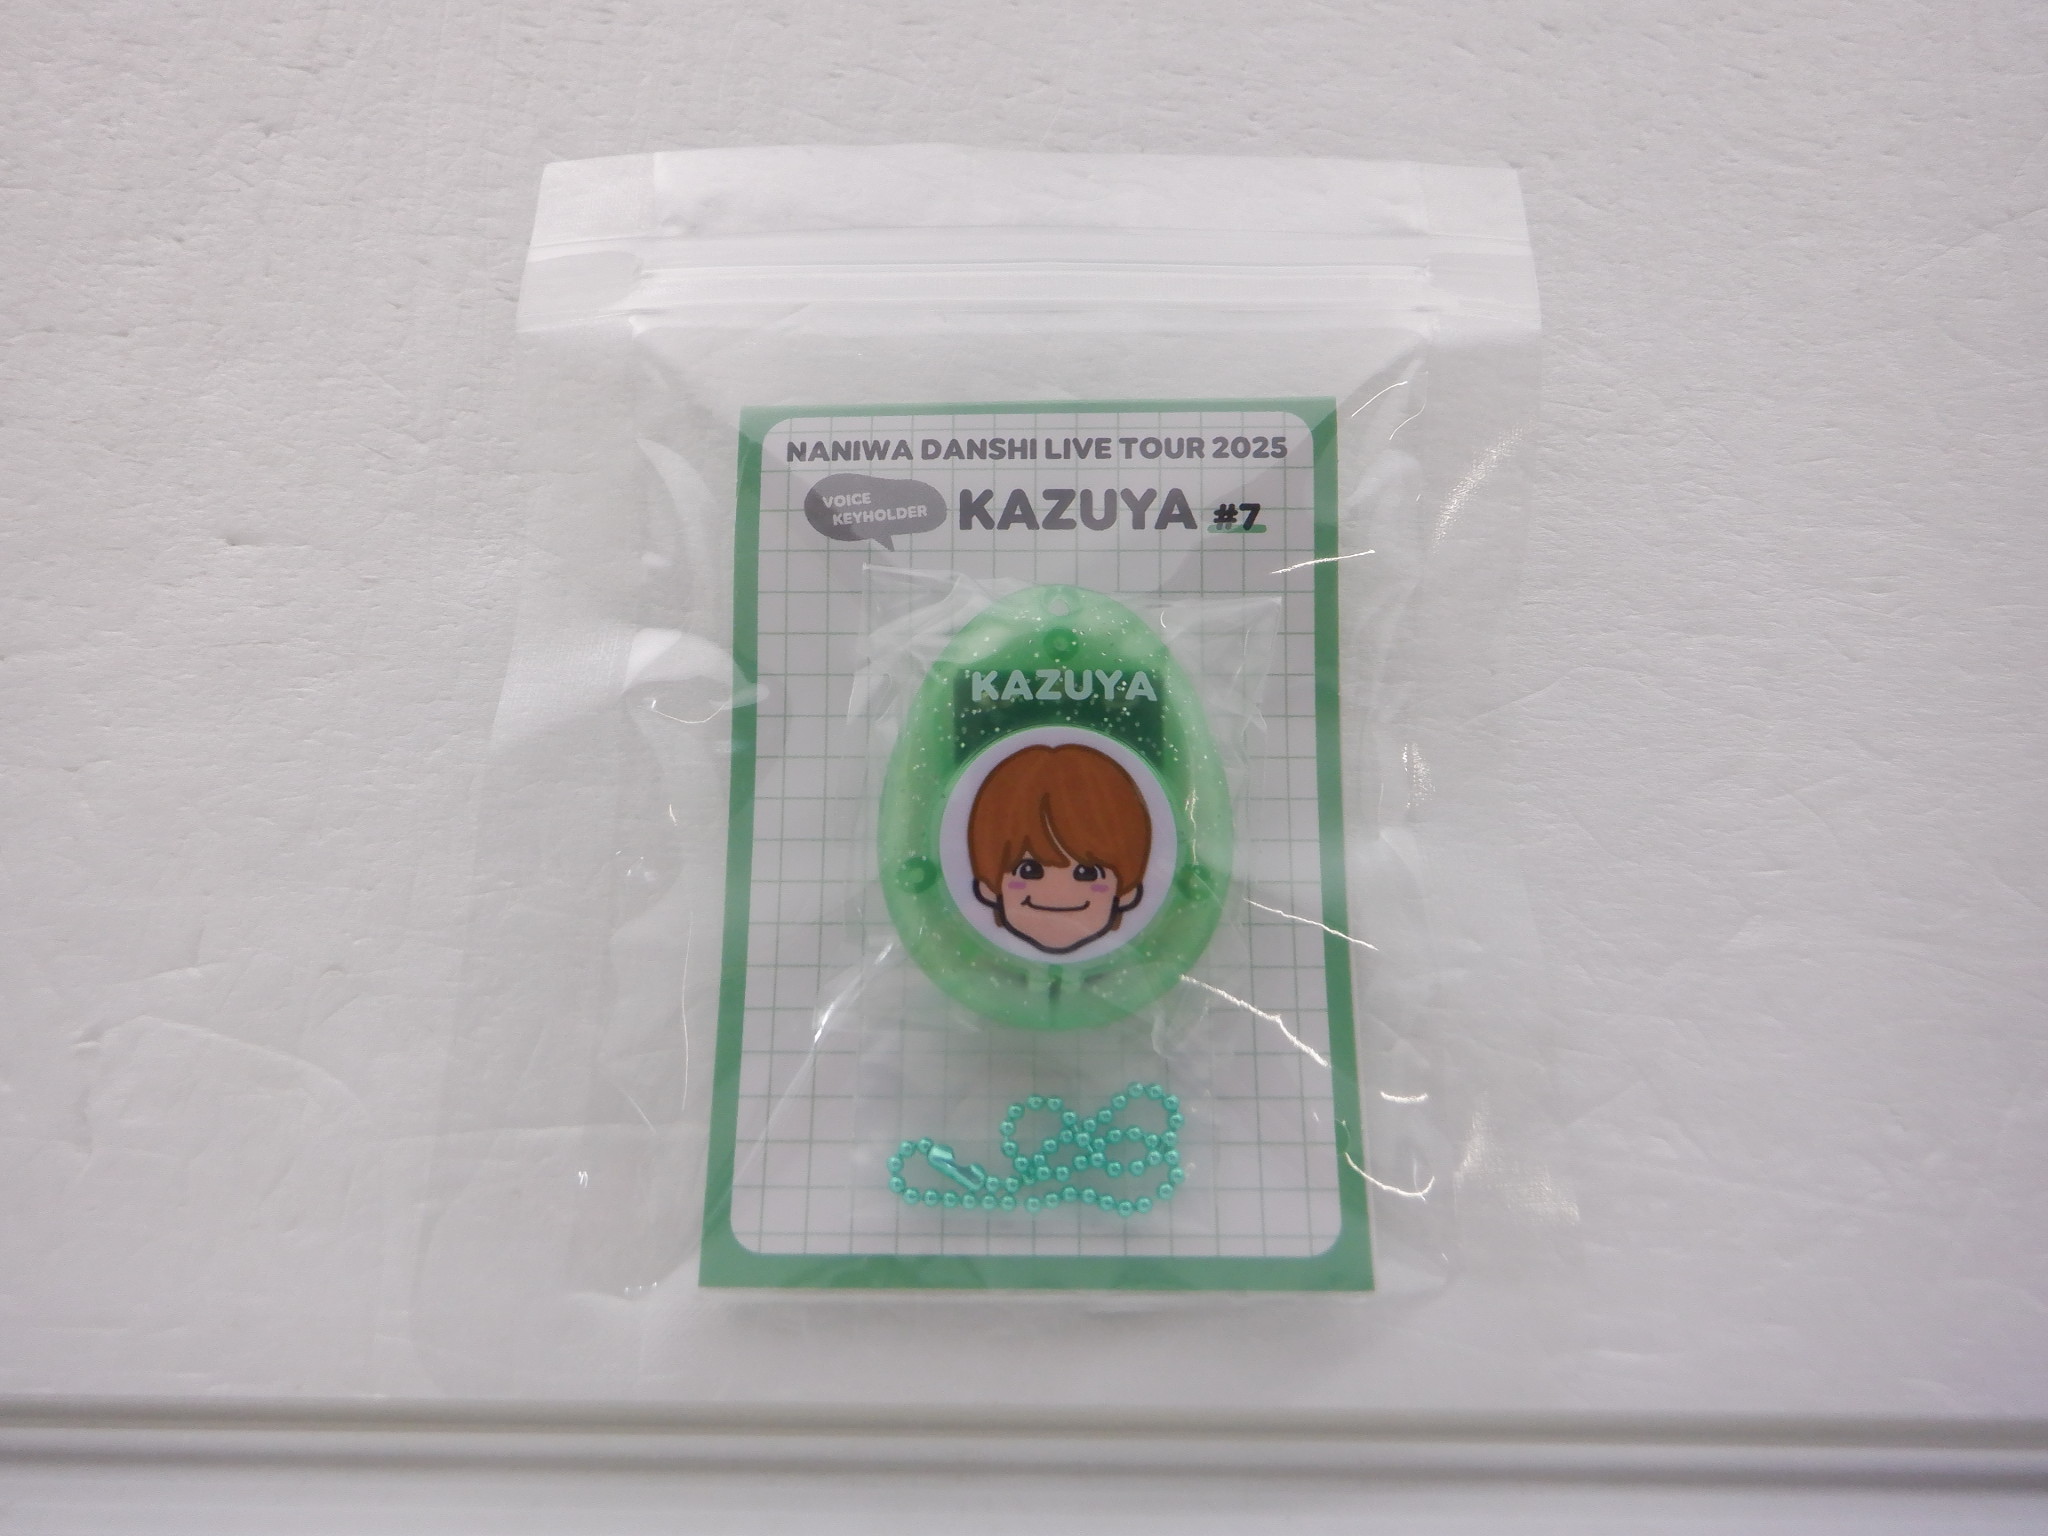 NANIWA DANSHI LIVE TOUR 2025
VOICE
KEYHOLDER
KAZUYA #7
KAZUYA